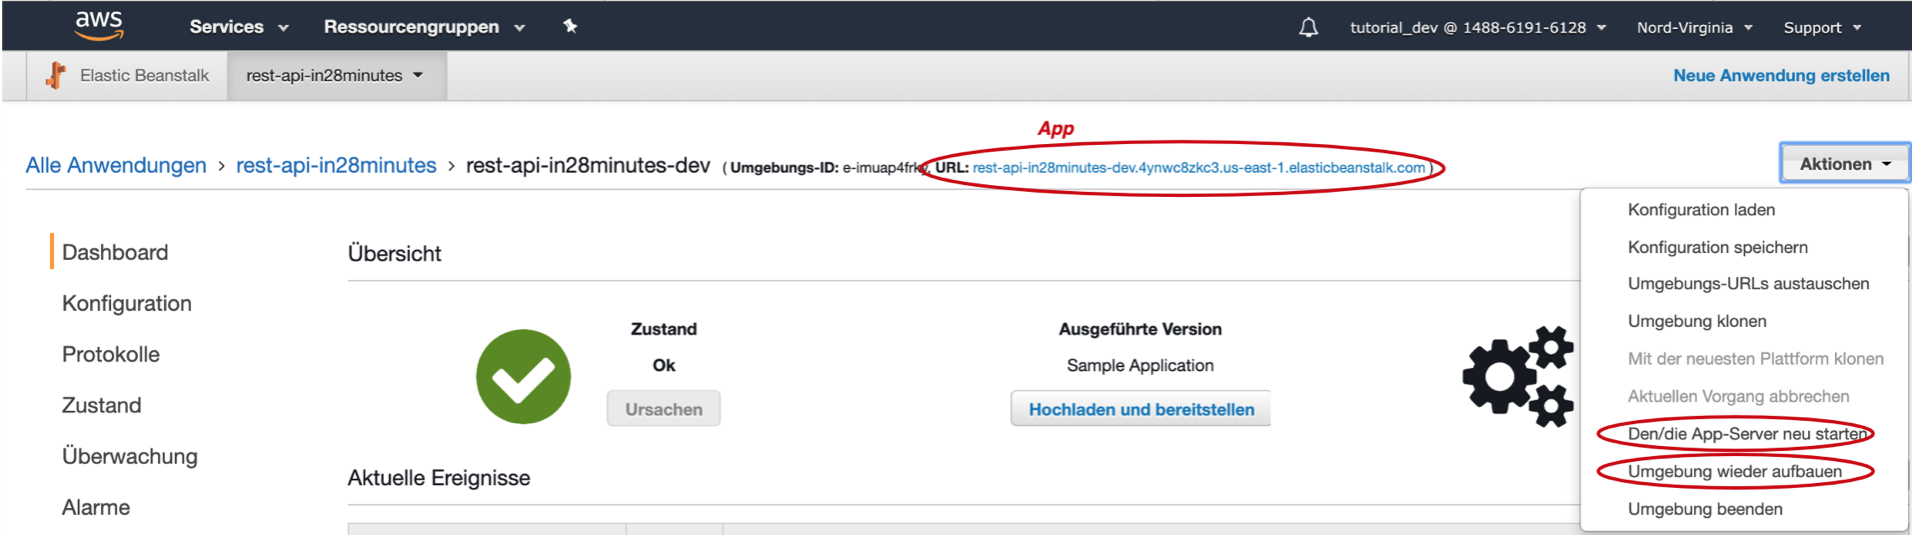 aws Services Ressourcengruppen tutorial_dev @ 1488-6191-6128 Nord-Virginia Support
Elastic Beanstalk rest-api-in28minutes Neue Anwendung erstellen
App
Alle Anwendungen > rest-api-in28minutes > rest-api-in28minutes-dev ( Umgebungs-ID: e-imuap4frky, URL: rest-api-in28minutes-dev.4ynwc8zkc3.us-east-1.elasticbeanstalk.com )
Aktionen
Konfiguration laden
Konfiguration speichern
Umgebungs-URLs austauschen
Umgebung klonen
Mit der neuesten Plattform klonen
Aktuellen Vorgang abbrechen
Den/die App-Server neu starten
Umgebung wieder aufbauen
Umgebung beenden
Dashboard
Konfiguration
Protokolle
Zustand
Überwachung
Alarme
Übersicht
Zustand
Ok
Ursachen
Ausgeführte Version
Sample Application
Hochladen und bereitstellen
Aktuelle Ereignisse